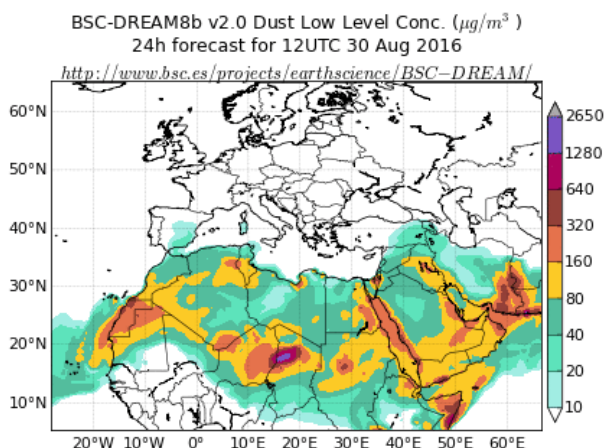 BSC-DREAM8b v2.0 Dust Low Level Conc. (μg/m³ )
24h forecast for 12UTC 30 Aug 2016
http://www.bsc.es/projects/earthscience/BSC−DREAM/
60°N
50°N
40°N
30°N
20°N
10°N
20°W 10°W 0° 10°E 20°E 30°E 40°E 50°E 60°E
2650
1280
640
320
160
80
40
20
10